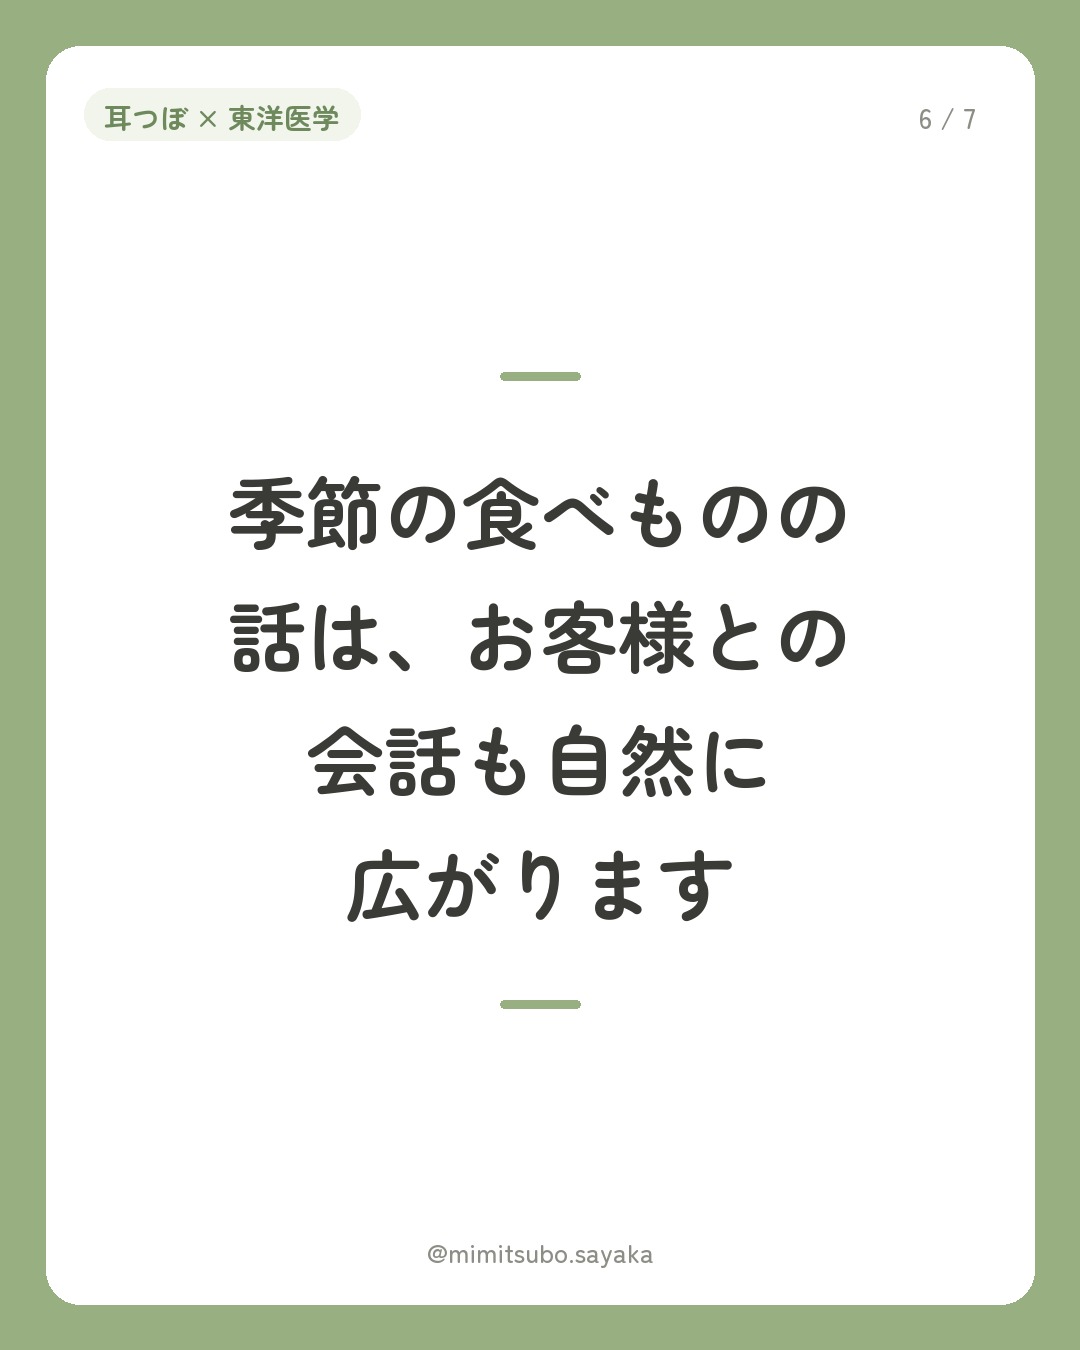 耳つぼ × 東洋医学
6 / 7
季節の食べものの
話は、お客様との
会話も自然に
広がります
@mimitsubo.sayaka